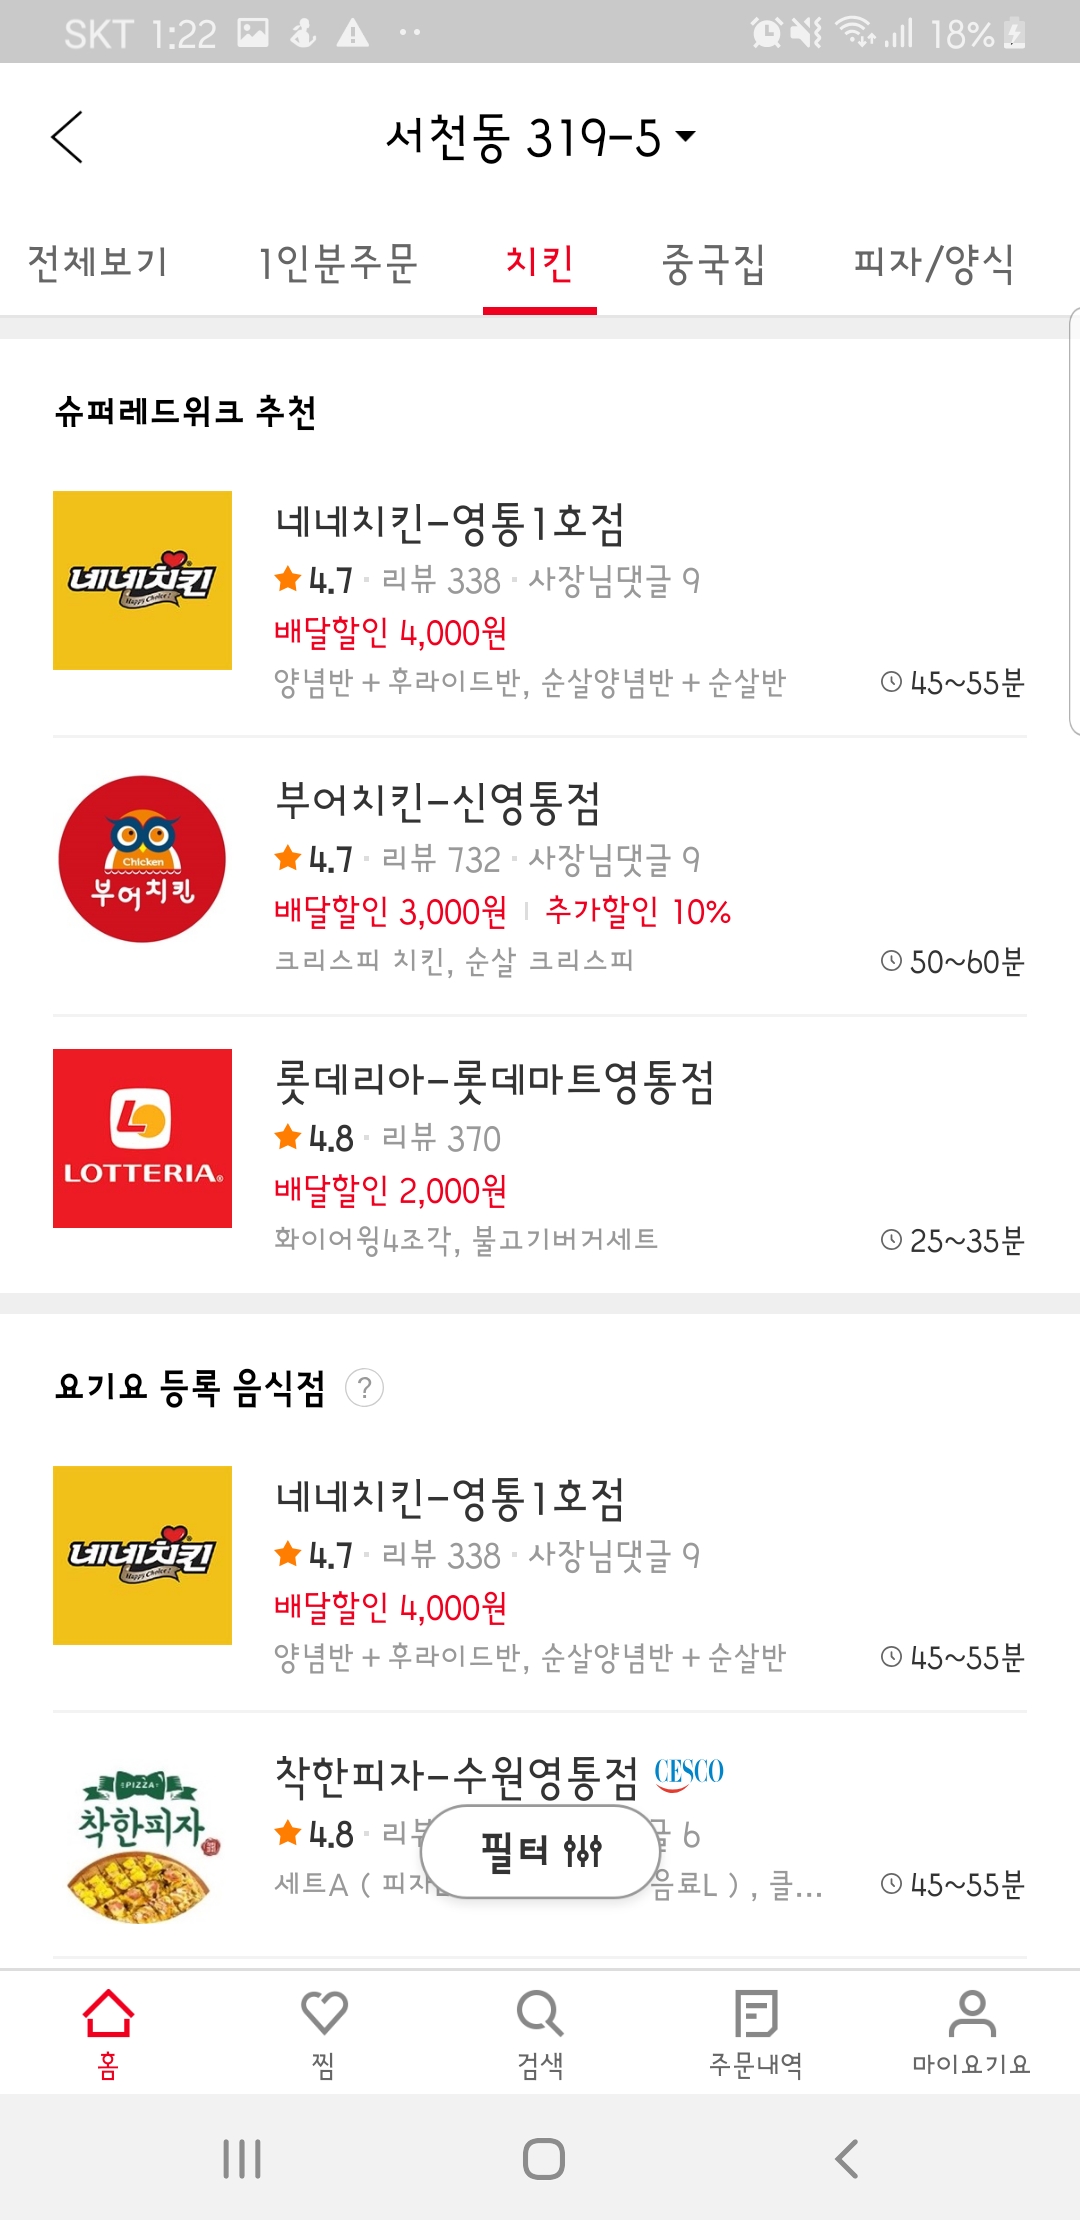 SKT 1:22
18%
서천동 319-5
전체보기 1인분주문 치킨 중국집 피자/양식
슈퍼레드위크 추천
네네치킨
Happy Choice!
네네치킨-영통1호점
4.7 · 리뷰 338 · 사장님댓글 9
배달할인 4,000원
양념반 + 후라이드반, 순살양념반 + 순살반
45~55분
Chicken
부어치킨
부어치킨-신영통점
4.7 · 리뷰 732 · 사장님댓글 9
배달할인 3,000원 | 추가할인 10%
크리스피 치킨, 순살 크리스피
50~60분
LOTTERIA
롯데리아-롯데마트영통점
4.8 · 리뷰 370
배달할인 2,000원
화이어윙4조각, 불고기버거세트
25~35분
요기요 등록 음식점 ?
네네치킨
Happy Choice!
네네치킨-영통1호점
4.7 · 리뷰 338 · 사장님댓글 9
배달할인 4,000원
양념반 + 후라이드반, 순살양념반 + 순살반
45~55분
PIZZA
착한피자
착한피자-수원영통점 CESCO
4.8 · 리뷰 글 6
세트A ( 피자 음료L ) , 클...
45~55분
필터
홈 찜 검색 주문내역 마이요기요